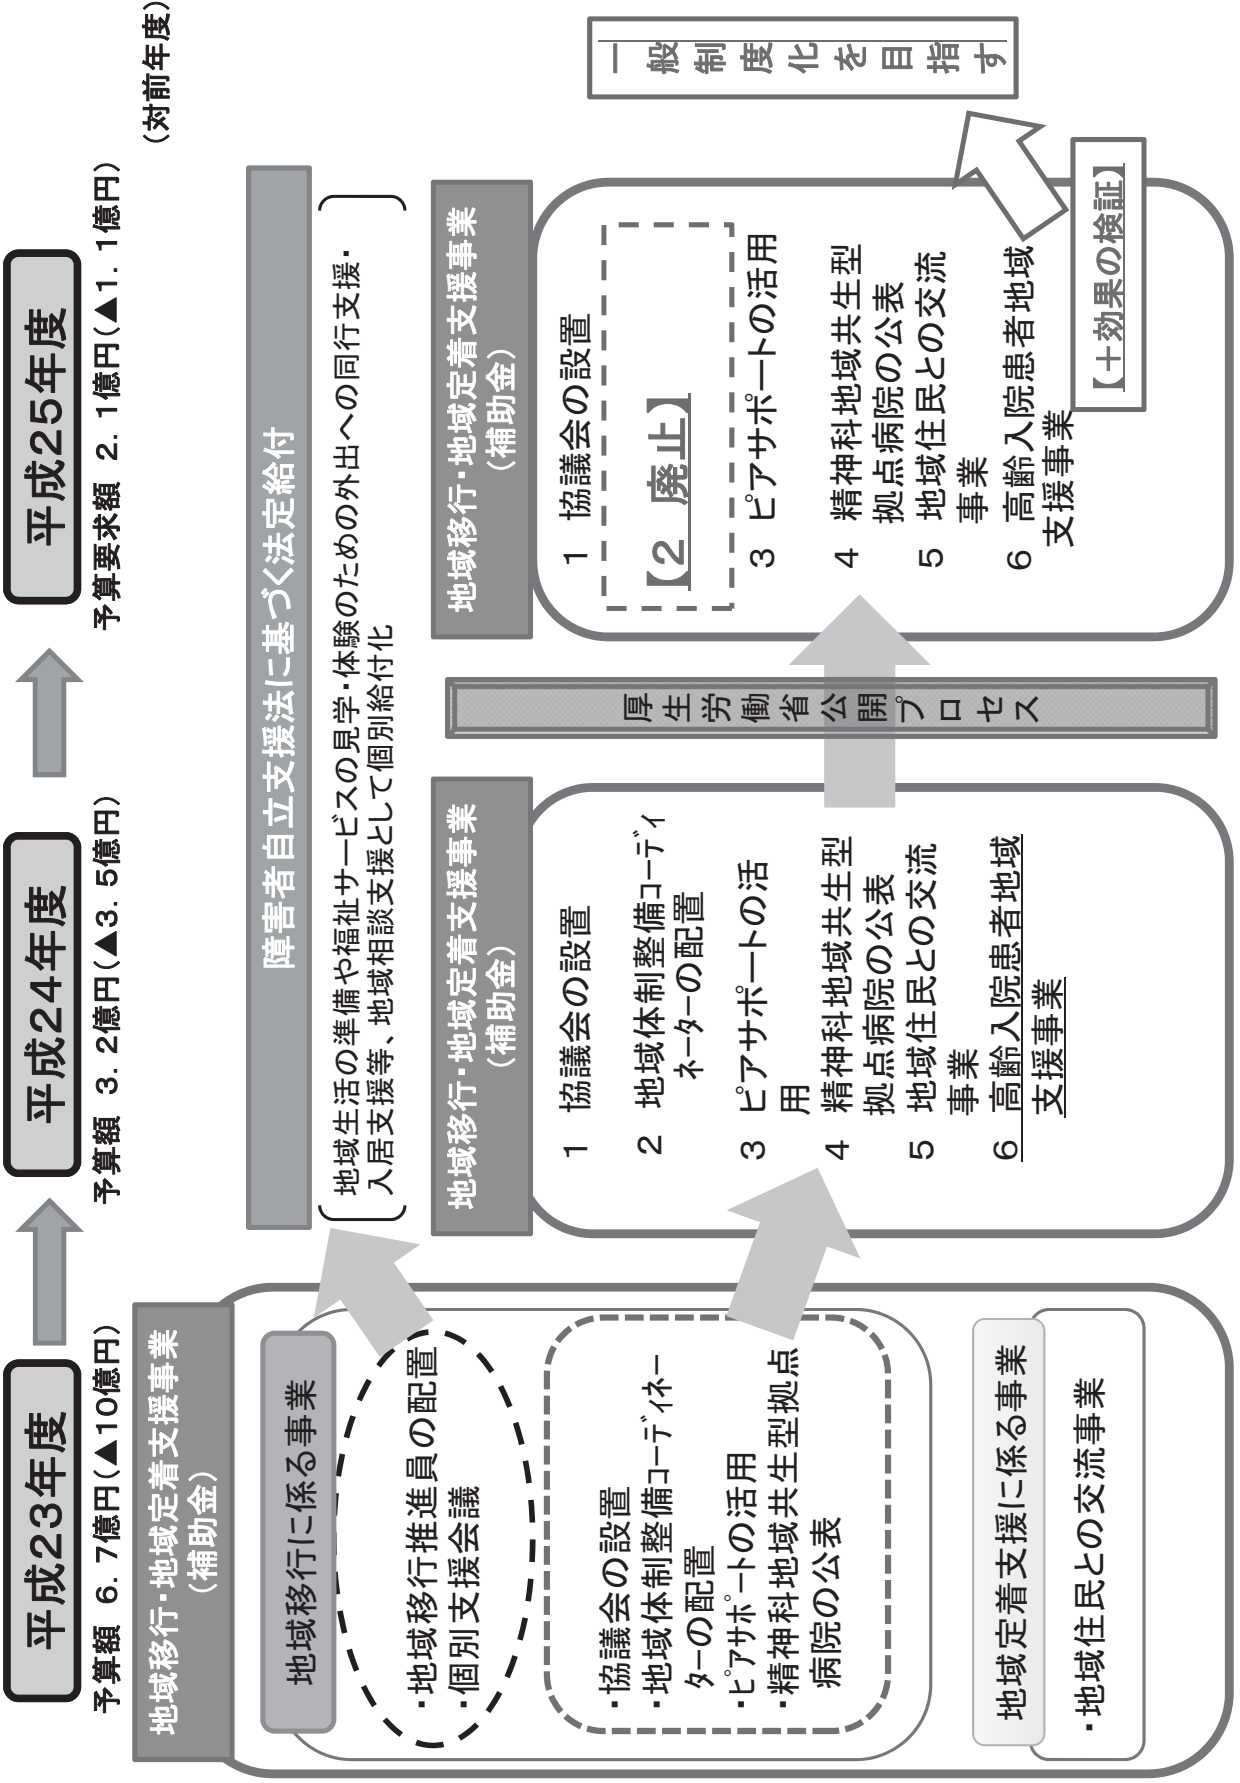 平成23年度
平成24年度
平成25年度
予算額 6.7億円(▲10億円)
予算額 3.2億円(▲3.5億円)
予算要求額 2.1億円(▲1.1億円)
(対前年度)
地域移行・地域定着支援事業
(補助金)
地域移行に係る事業
・地域移行推進員の配置
・個別支援会議
・協議会の設置
・地域体制整備コーディネー
ターの配置
・ピアサポートの活用
・精神科地域共生型拠点
病院の公表
地域定着支援に係る事業
・地域住民との交流事業
障害者自立支援法に基づく法定給付
地域生活の準備や福祉サービスの見学・体験のための外出への同行支援・
入居支援等、地域相談支援として個別給付化
地域移行・地域定着支援事業
(補助金)
1 協議会の設置
2 地域体制整備コーディ
ネーターの配置
3 ピアサポートの活
用
4 精神科地域共生型
拠点病院の公表
5 地域住民との交流
事業
6 高齢入院患者地域
支援事業
厚生労働省公開プロセス
地域移行・地域定着支援事業
(補助金)
1 協議会の設置
【2 廃止】
3 ピアサポートの活用
4 精神科地域共生型
拠点病院の公表
5 地域住民との交流
事業
6 高齢入院患者地域
支援事業
【+効果の検証】
一般制度化を目指す